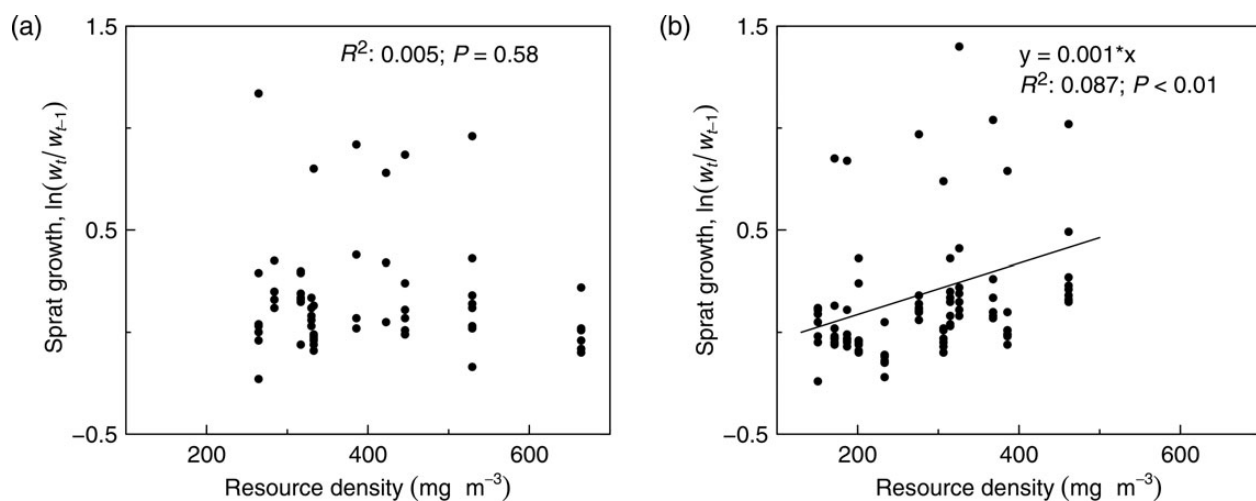 (a)
R²: 0.005; P = 0.58
1.5
0.5
−0.5
Sprat growth, ln(wₜ/wₜ₋₁)
200
400
600
Resource density (mg m⁻³)
(b)
y = 0.001*x
R²: 0.087; P < 0.01
1.5
0.5
−0.5
Sprat growth, ln(wₜ/wₜ₋₁)
200
400
600
Resource density (mg m⁻³)